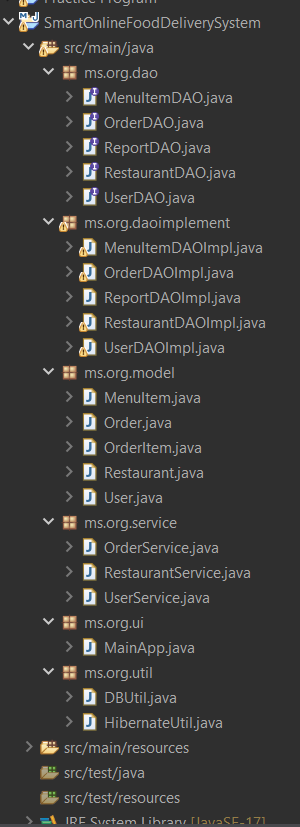 SmartOnlineFoodDeliverySystem
src/main/java
ms.org.dao
MenuItemDAO.java
OrderDAO.java
ReportDAO.java
RestaurantDAO.java
UserDAO.java
ms.org.daoimplement
MenuItemDAOImpl.java
OrderDAOImpl.java
ReportDAOImpl.java
RestaurantDAOImpl.java
UserDAOImpl.java
ms.org.model
MenuItem.java
Order.java
OrderItem.java
Restaurant.java
User.java
ms.org.service
OrderService.java
RestaurantService.java
UserService.java
ms.org.ui
MainApp.java
ms.org.util
DBUtil.java
HibernateUtil.java
src/main/resources
src/test/java
src/test/resources
JRE System Library [JavaSE-17]